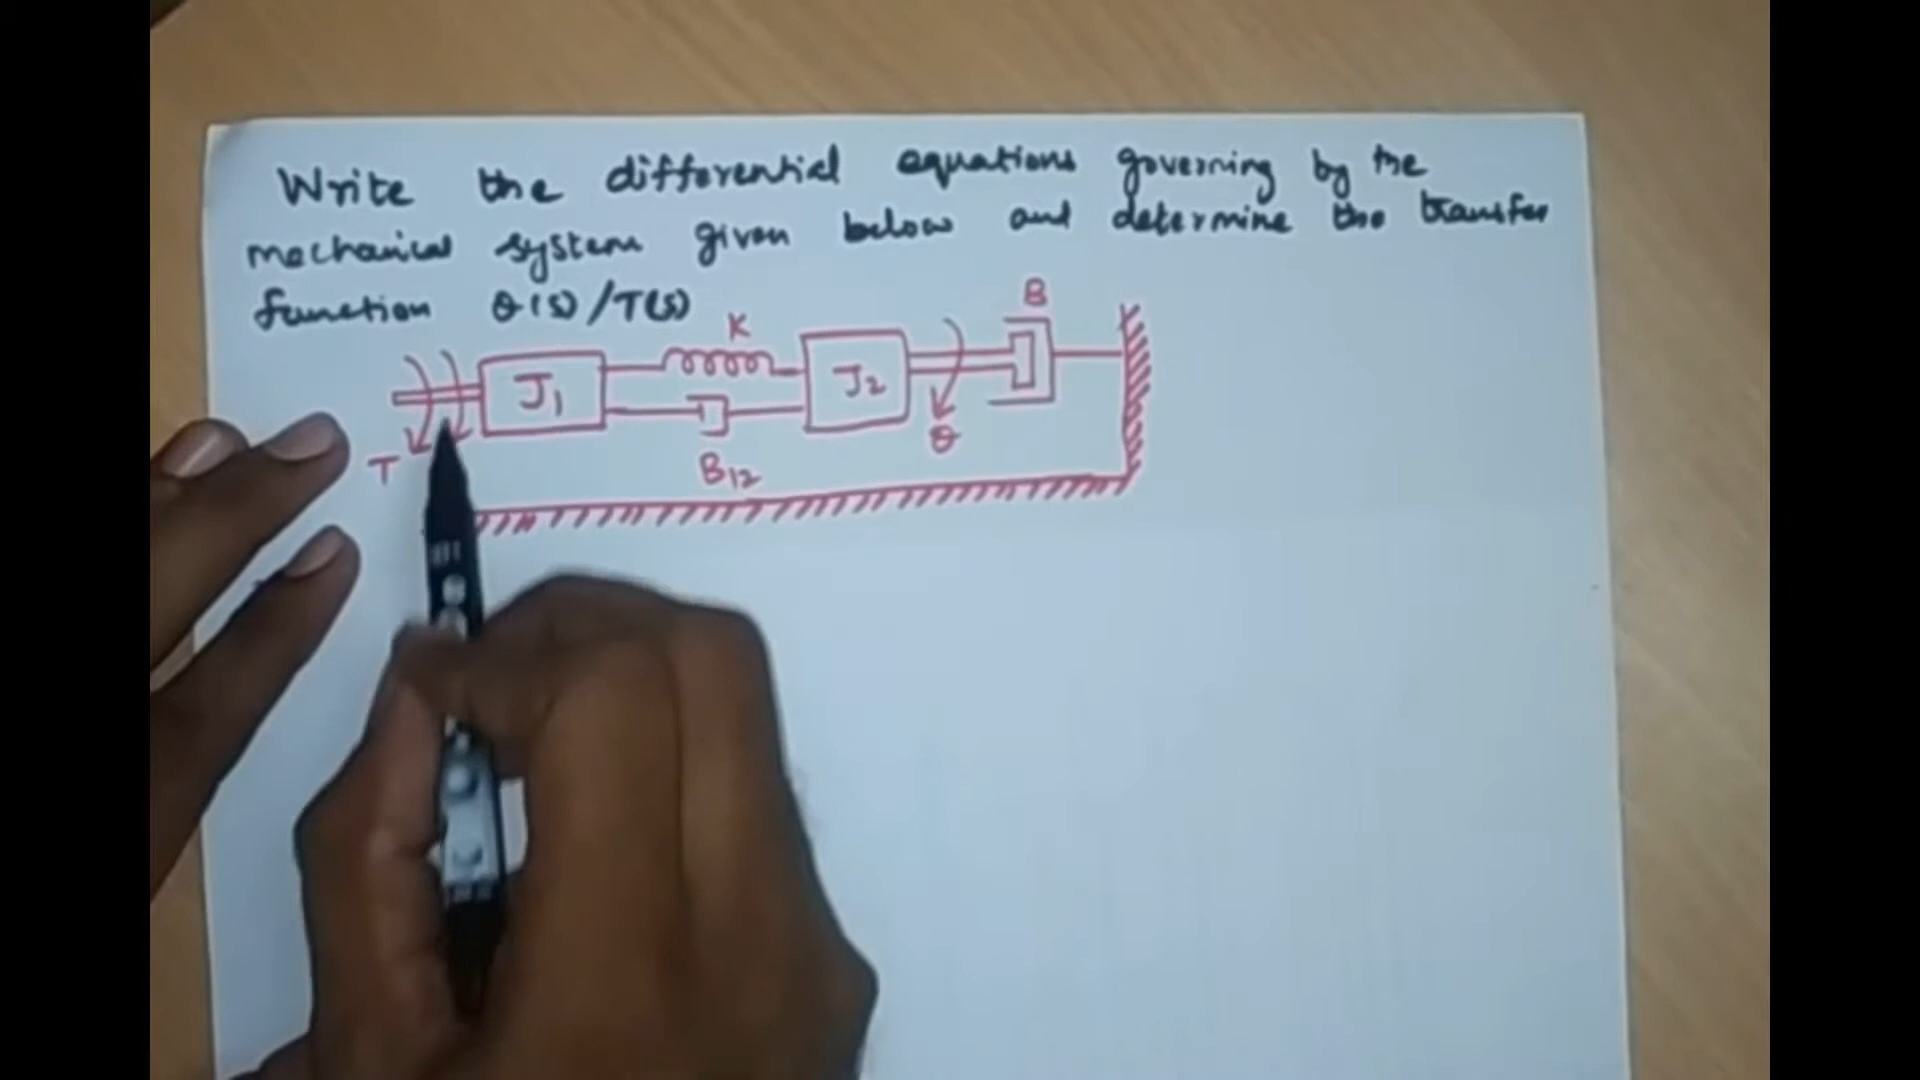 Write the differential equations governing by the
mechanical system given below and determine the transfer
function θ(s)/T(s)
B
K
J1
J2
T
θ
B12